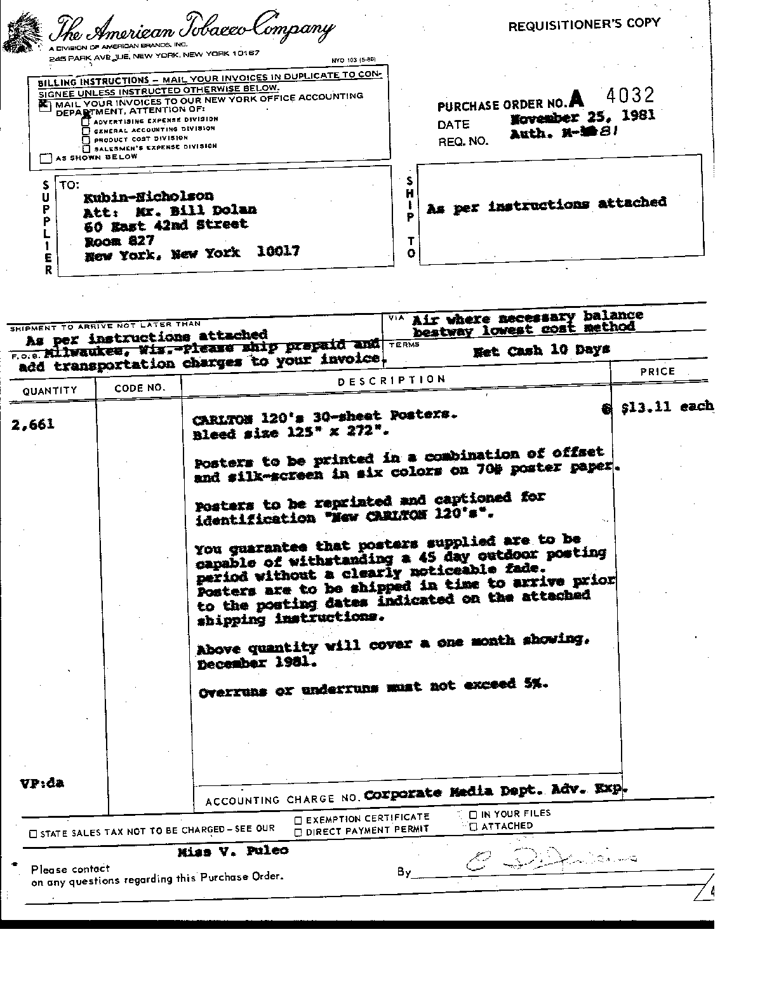 The American Tobacco Company
A DIVISION OF AMERICAN BRANDS, INC.
245 PARK AVENUE, NEW YORK, NEW YORK 10167
REQUISITIONER'S COPY
NYO 103 (5-80)
BILLING INSTRUCTIONS – MAIL YOUR INVOICES IN DUPLICATE TO CON-
SIGNEE UNLESS INSTRUCTED OTHERWISE BELOW.
MAIL YOUR INVOICES TO OUR NEW YORK OFFICE ACCOUNTING
DEPARTMENT, ATTENTION OF:
ADVERTISING EXPENSE DIVISION
GENERAL ACCOUNTING DIVISION
PRODUCT COST DIVISION
SALESMEN'S EXPENSE DIVISION
AS SHOWN BELOW
PURCHASE ORDER NO. A 4032
DATE November 25, 1981
REQ. NO. Auth. 81
SUPPLIER
TO:
Kubin-Nicholson
Att: Mr. Bill Dolan
60 East 42nd Street
Room 827
New York, New York 10017
SHIP TO
As per instructions attached
SHIPMENT TO ARRIVE NOT LATER THAN
As per instructions attached
VIA Air where necessary balance
bestway lowest cost method
F.O.B. Milwaukee, Wis.-Please ship prepaid and
add transportation charges to your invoice.
TERMS Net Cash 10 Days
QUANTITY CODE NO. DESCRIPTION PRICE
2,661 CARLTON 120's 30-sheet Posters. @ $13.11 each
Bleed size 125" x 272".
Posters to be printed in a combination of offset
and silk-screen in six colors on 70# poster paper.
Posters to be reprinted and captioned for
identification "New CARLTON 120's".
You guarantee that posters supplied are to be
capable of withstanding a 45 day outdoor posting
period without a clearly noticeable fade.
Posters are to be shipped in time to arrive prior
to the posting dates indicated on the attached
shipping instructions.
Above quantity will cover a one month showing,
December 1981.
Overruns or underruns must not exceed 5%.
VP:da
ACCOUNTING CHARGE NO. Corporate Media Dept. Adv. Exp.
STATE SALES TAX NOT TO BE CHARGED – SEE OUR
EXEMPTION CERTIFICATE
DIRECT PAYMENT PERMIT
IN YOUR FILES
ATTACHED
Miss V. Puleo
Please contact
on any questions regarding this Purchase Order.
By